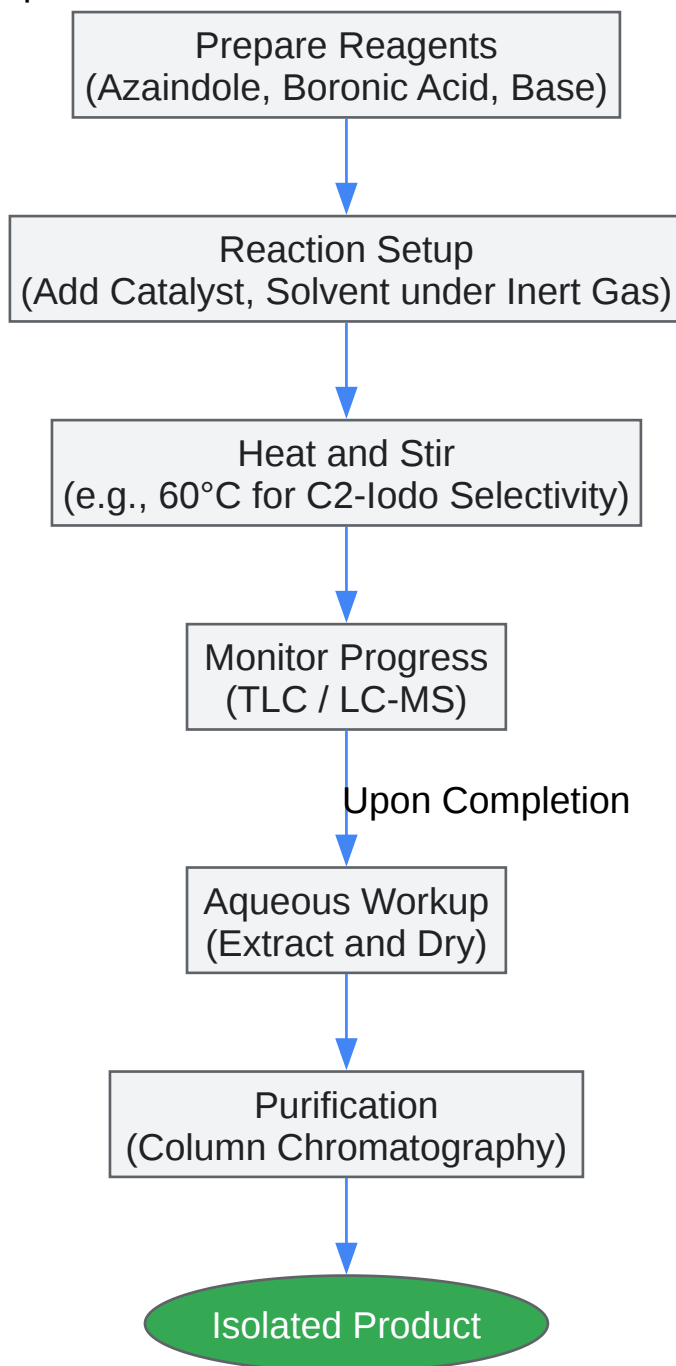 Prepare Reagents
(Azaindole, Boronic Acid, Base)
Reaction Setup
(Add Catalyst, Solvent under Inert Gas)
Heat and Stir
(e.g., 60°C for C2-Iodo Selectivity)
Monitor Progress
(TLC / LC-MS)
Upon Completion
Aqueous Workup
(Extract and Dry)
Purification
(Column Chromatography)
Isolated Product